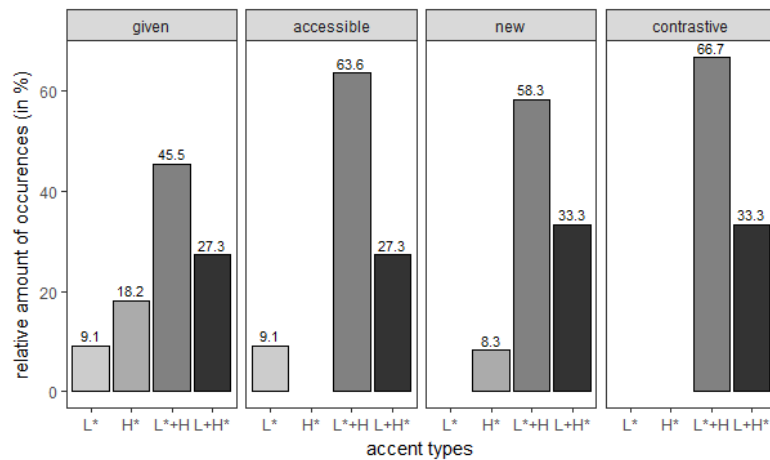 given accessible new contrastive
relative amount of occurences (in %)
60
40
20
0
9.1 18.2 45.5 27.3
9.1 63.6 27.3
8.3 58.3 33.3
66.7 33.3
L* H* L*+H L+H* L* H* L*+H L+H* L* H* L*+H L+H* L* H* L*+H L+H*
accent types